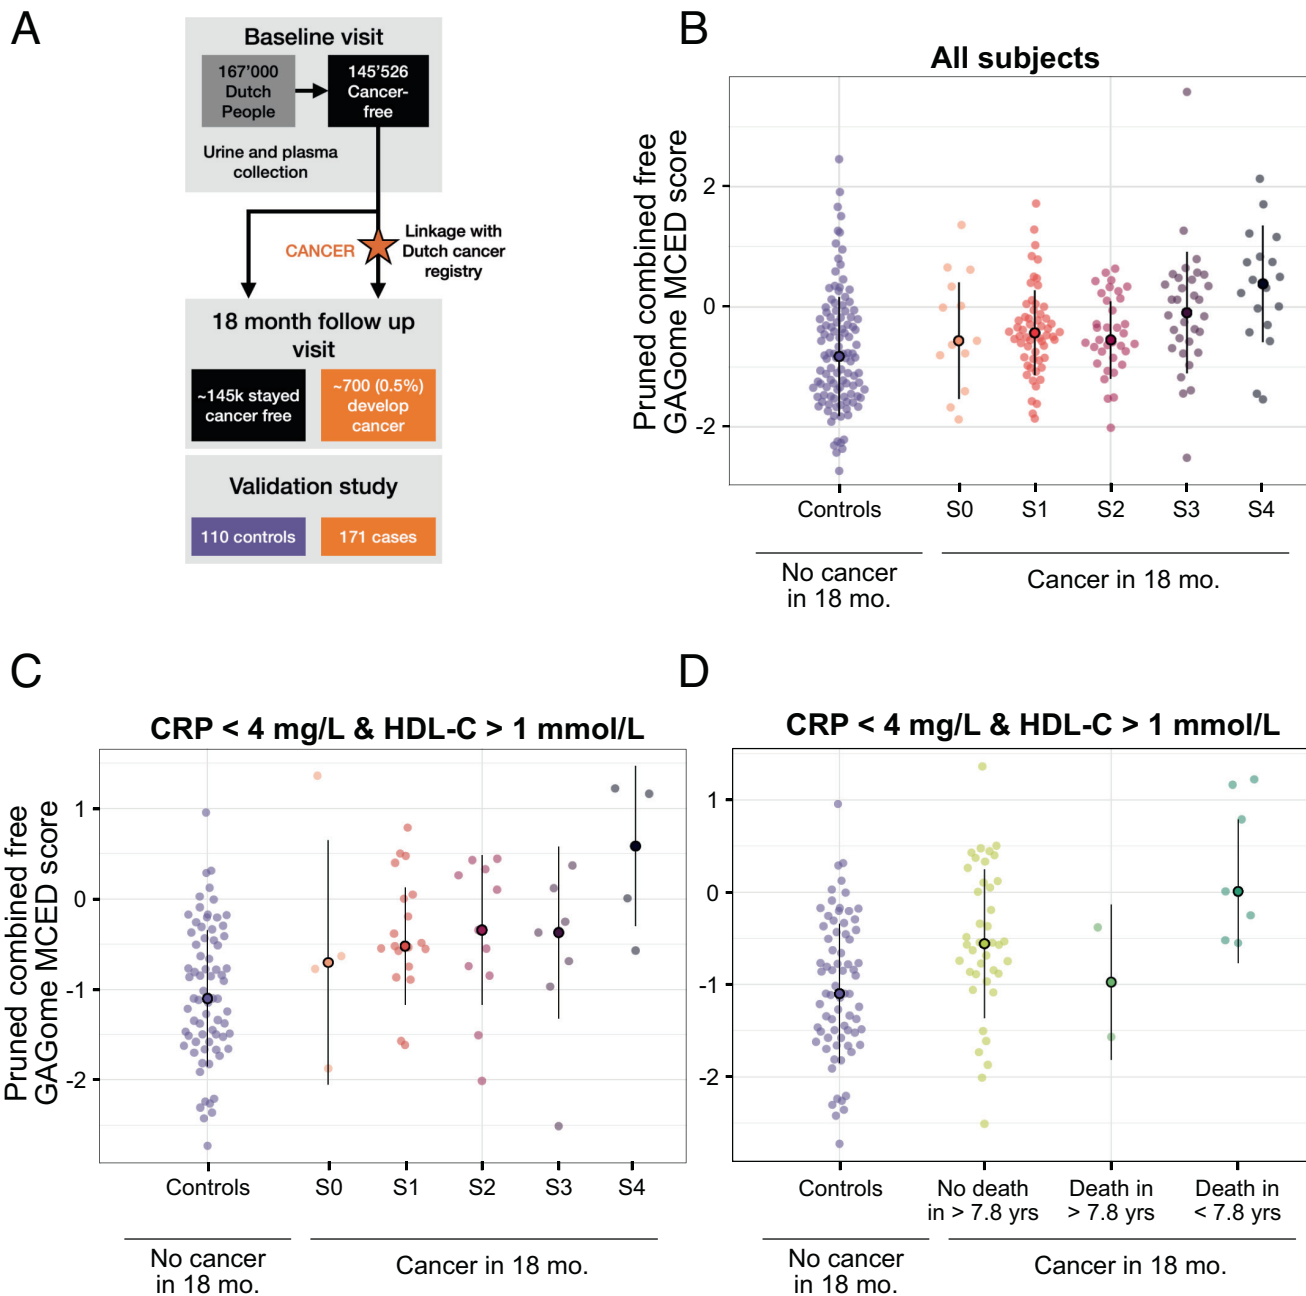 A
Baseline visit
167'000
Dutch
People
145'526
Cancer-
free
Urine and plasma
collection
CANCER
Linkage with
Dutch cancer
registry
18 month follow up
visit
~145k stayed
cancer free
~700 (0.5%)
develop
cancer
Validation study
110 controls
171 cases
B
All subjects
Pruned combined free
GAGome MCED score
2
0
-2
Controls
S0
S1
S2
S3
S4
No cancer
in 18 mo.
Cancer in 18 mo.
C
CRP < 4 mg/L & HDL-C > 1 mmol/L
Pruned combined free
GAGome MCED score
1
0
-1
-2
Controls
S0
S1
S2
S3
S4
No cancer
in 18 mo.
Cancer in 18 mo.
D
CRP < 4 mg/L & HDL-C > 1 mmol/L
1
0
-1
-2
Controls
No death
in > 7.8 yrs
Death in
> 7.8 yrs
Death in
< 7.8 yrs
No cancer
in 18 mo.
Cancer in 18 mo.